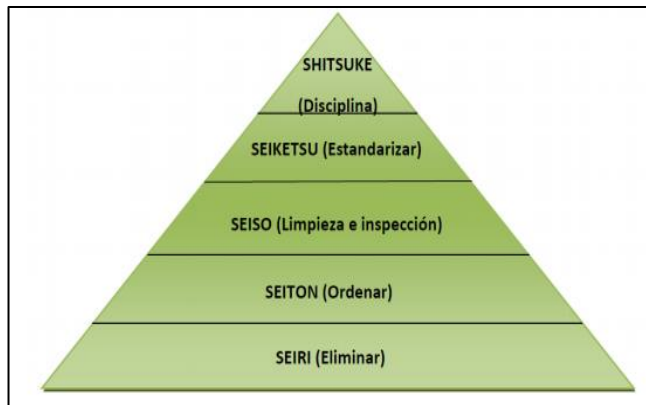 SHITSUKE
(Disciplina)
SEIKETSU (Estandarizar)
SEISO (Limpieza e inspección)
SEITON (Ordenar)
SEIRI (Eliminar)